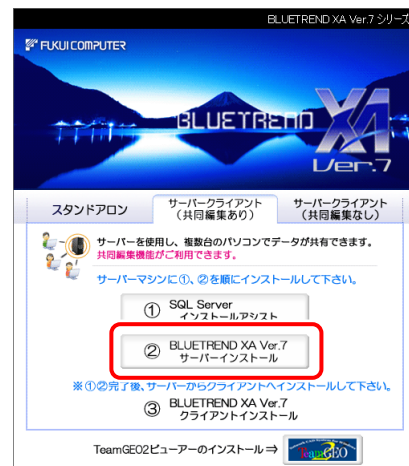 BLUETREND XA Ver.7 シリーズ
FUKUI COMPUTER
BLUETREND XA
Ver.7
スタンドアロン
サーバークライアント
（共同編集あり）
サーバークライアント
（共同編集なし）
サーバーを使用し、複数台のパソコンでデータが共有できます。
共同編集機能がご利用できます。
サーバーマシンに①、②を順にインストールして下さい。
① SQL Server
インストールアシスト
② BLUETREND XA Ver.7
サーバーインストール
※①②完了後、サーバーからクライアントへインストールして下さい。
③ BLUETREND XA Ver.7
クライアントインストール
TeamGEO2ビューアーのインストール⇒
TeamGEO